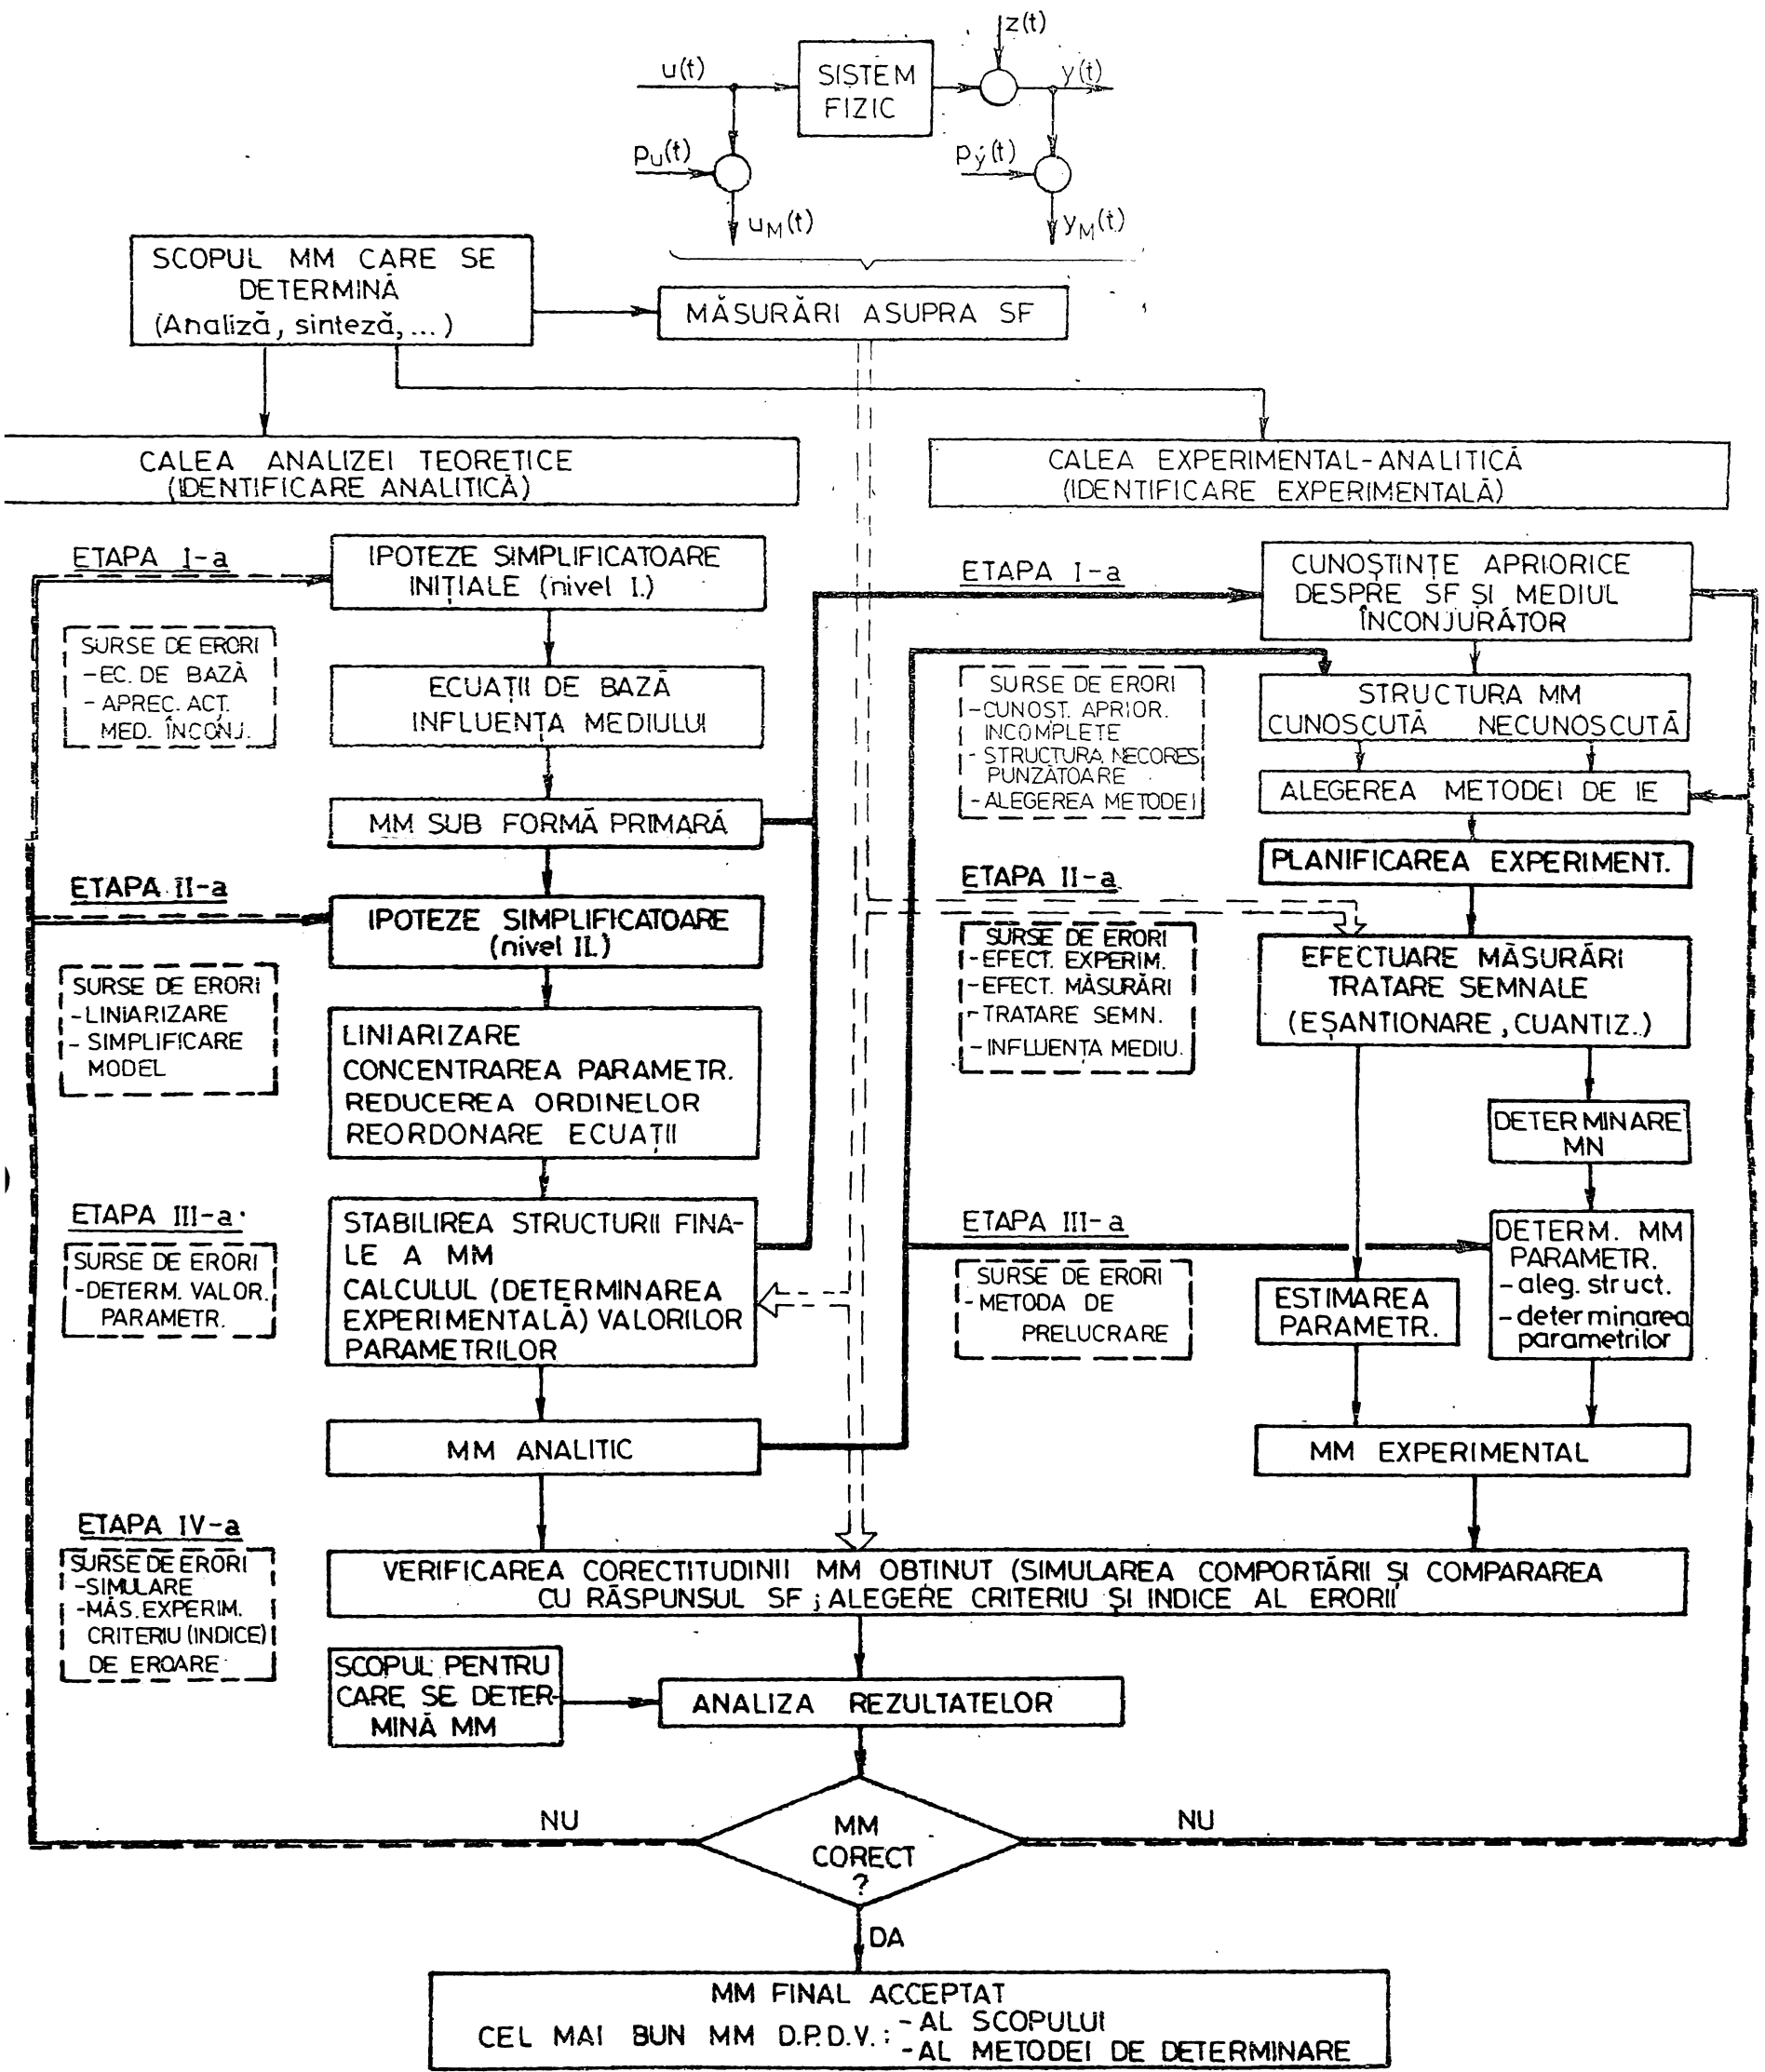 z(t)
u(t)
SISTEM
FIZIC
y(t)
pu(t)
pý(t)
uM(t)
yM(t)
SCOPUL MM CARE SE
DETERMINĂ
(Analiză, sinteză, ...)
MĂSURĂRI ASUPRA SF
CALEA ANALIZEI TEORETICE
(IDENTIFICARE ANALITICĂ)
CALEA EXPERIMENTAL-ANALITICĂ
(IDENTIFICARE EXPERIMENTALĂ)
ETAPA I-a
IPOTEZE SIMPLIFICATOARE
INIȚIALE (nivel I.)
SURSE DE ERORI
-EC. DE BAZĂ
- APREC. ACT.
MED. ÎNCONJ.
ECUAȚII DE BAZĂ
INFLUENȚA MEDIULUI
MM SUB FORMĂ PRIMARĂ
ETAPA II-a
IPOTEZE SIMPLIFICATOARE
(nivel II.)
SURSE DE ERORI
-LINIARIZARE
- SIMPLIFICARE
MODEL
LINIARIZARE
CONCENTRAREA PARAMETR.
REDUCEREA ORDINELOR
REORDONARE ECUAȚII
ETAPA III-a
SURSE DE ERORI
-DETERM. VALOR.
PARAMETR.
STABILIREA STRUCTURII FINA-
LE A MM
CALCULUL (DETERMINAREA
EXPERIMENTALĂ) VALORILOR
PARAMETRILOR
MM ANALITIC
ETAPA I-a
CUNOȘTINȚE APRIORICE
DESPRE SF ȘI MEDIUL
ÎNCONJURĂTOR
SURSE DE ERORI
-CUNOST. APRIOR.
INCOMPLETE
- STRUCTURA NECORES
PUNZĂTOARE
-ALEGEREA METODEI
STRUCTURA MM
CUNOSCUTĂ NECUNOSCUTĂ
ALEGEREA METODEI DE IE
PLANIFICAREA EXPERIMENT.
ETAPA II-a
SURSE DE ERORI
-EFECT. EXPERIM.
-EFECT. MĂSURĂRI
-TRATARE SEMN.
-INFLUENȚA MEDIU.
EFECTUARE MĂSURĂRI
TRATARE SEMNALE
(EȘANTIONARE, CUANTIZ.)
DETERMINARE
MN
ETAPA III-a
SURSE DE ERORI
- METODA DE
PRELUCRARE
ESTIMAREA
PARAMETR.
DETERM. MM
PARAMETR.
-aleg. struct.
-determinarea
parametrilor
MM EXPERIMENTAL
ETAPA IV-a
SURSE DE ERORI
-SIMULARE
-MĂS.EXPERIM.
CRITERIU (INDICE)
DE EROARE
VERIFICAREA CORECTITUDINII MM OBȚINUT (SIMULAREA COMPORTĂRII ȘI COMPARAREA
CU RĂSPUNSUL SF ; ALEGERE CRITERIU ȘI INDICE AL ERORII
SCOPUL PENTRU
CARE SE DETER-
MINĂ MM
ANALIZA REZULTATELOR
NU
MM
CORECT
?
NU
DA
MM FINAL ACCEPTAT
CEL MAI BUN MM D.P.D.V.: -AL SCOPULUI
-AL METODEI DE DETERMINARE